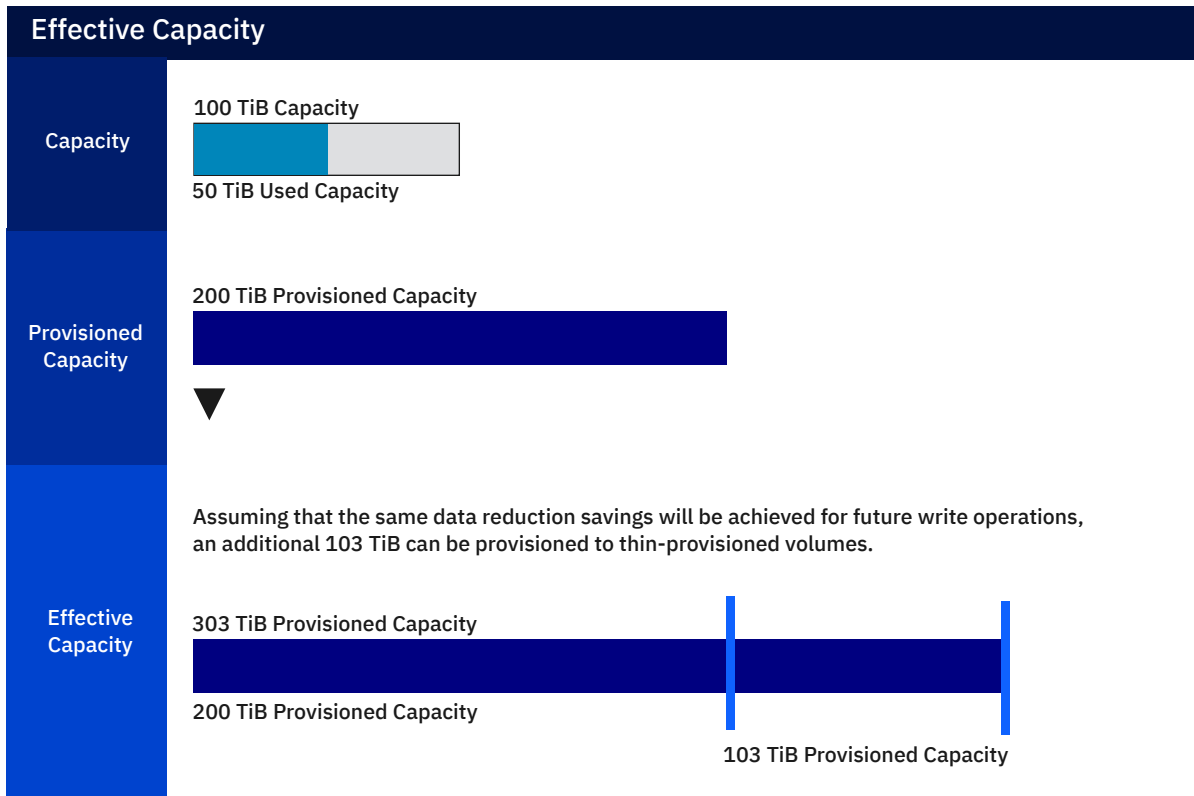 Effective Capacity
Capacity
100 TiB Capacity
50 TiB Used Capacity
Provisioned
Capacity
200 TiB Provisioned Capacity
Effective
Capacity
Assuming that the same data reduction savings will be achieved for future write operations,
an additional 103 TiB can be provisioned to thin-provisioned volumes.
303 TiB Provisioned Capacity
200 TiB Provisioned Capacity
103 TiB Provisioned Capacity